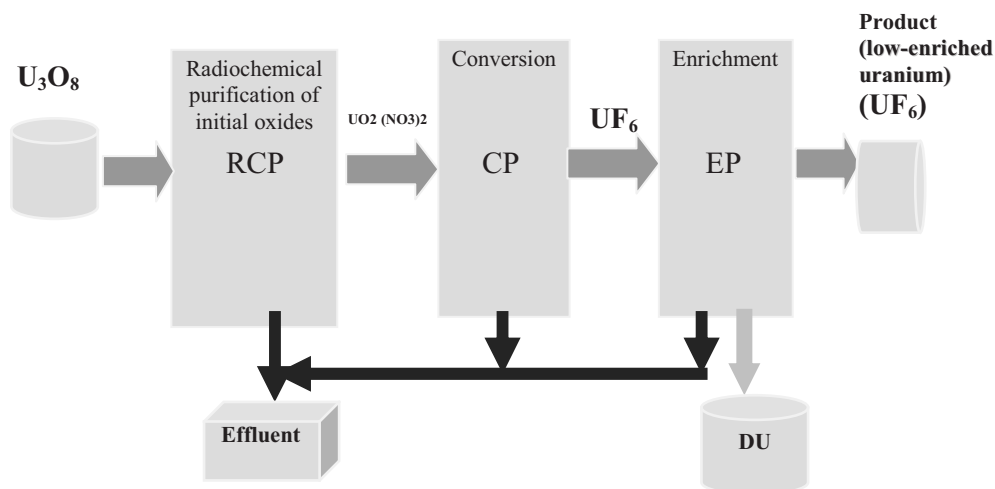 U₃O₈
Radiochemical
purification of
initial oxides
RCP
UO2 (NO3)2
Conversion
CP
UF₆
Enrichment
EP
Product
(low-enriched
uranium)
(UF₆)
Effluent
DU